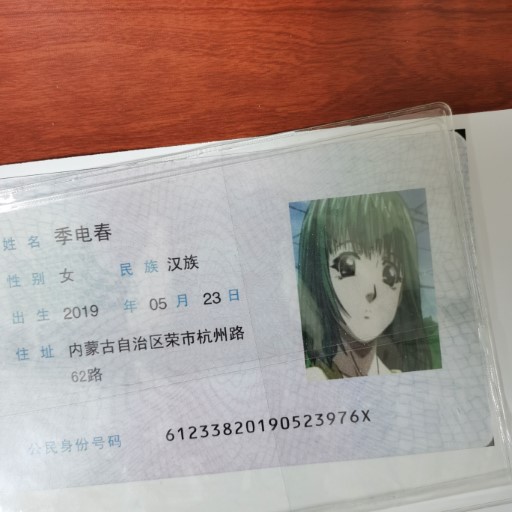 姓名 季电春
性别 女 民族 汉族
出生 2019 年 05 月 23 日
住址 内蒙古自治区荣市杭州路
62路
公民身份号码 61233820190523976X